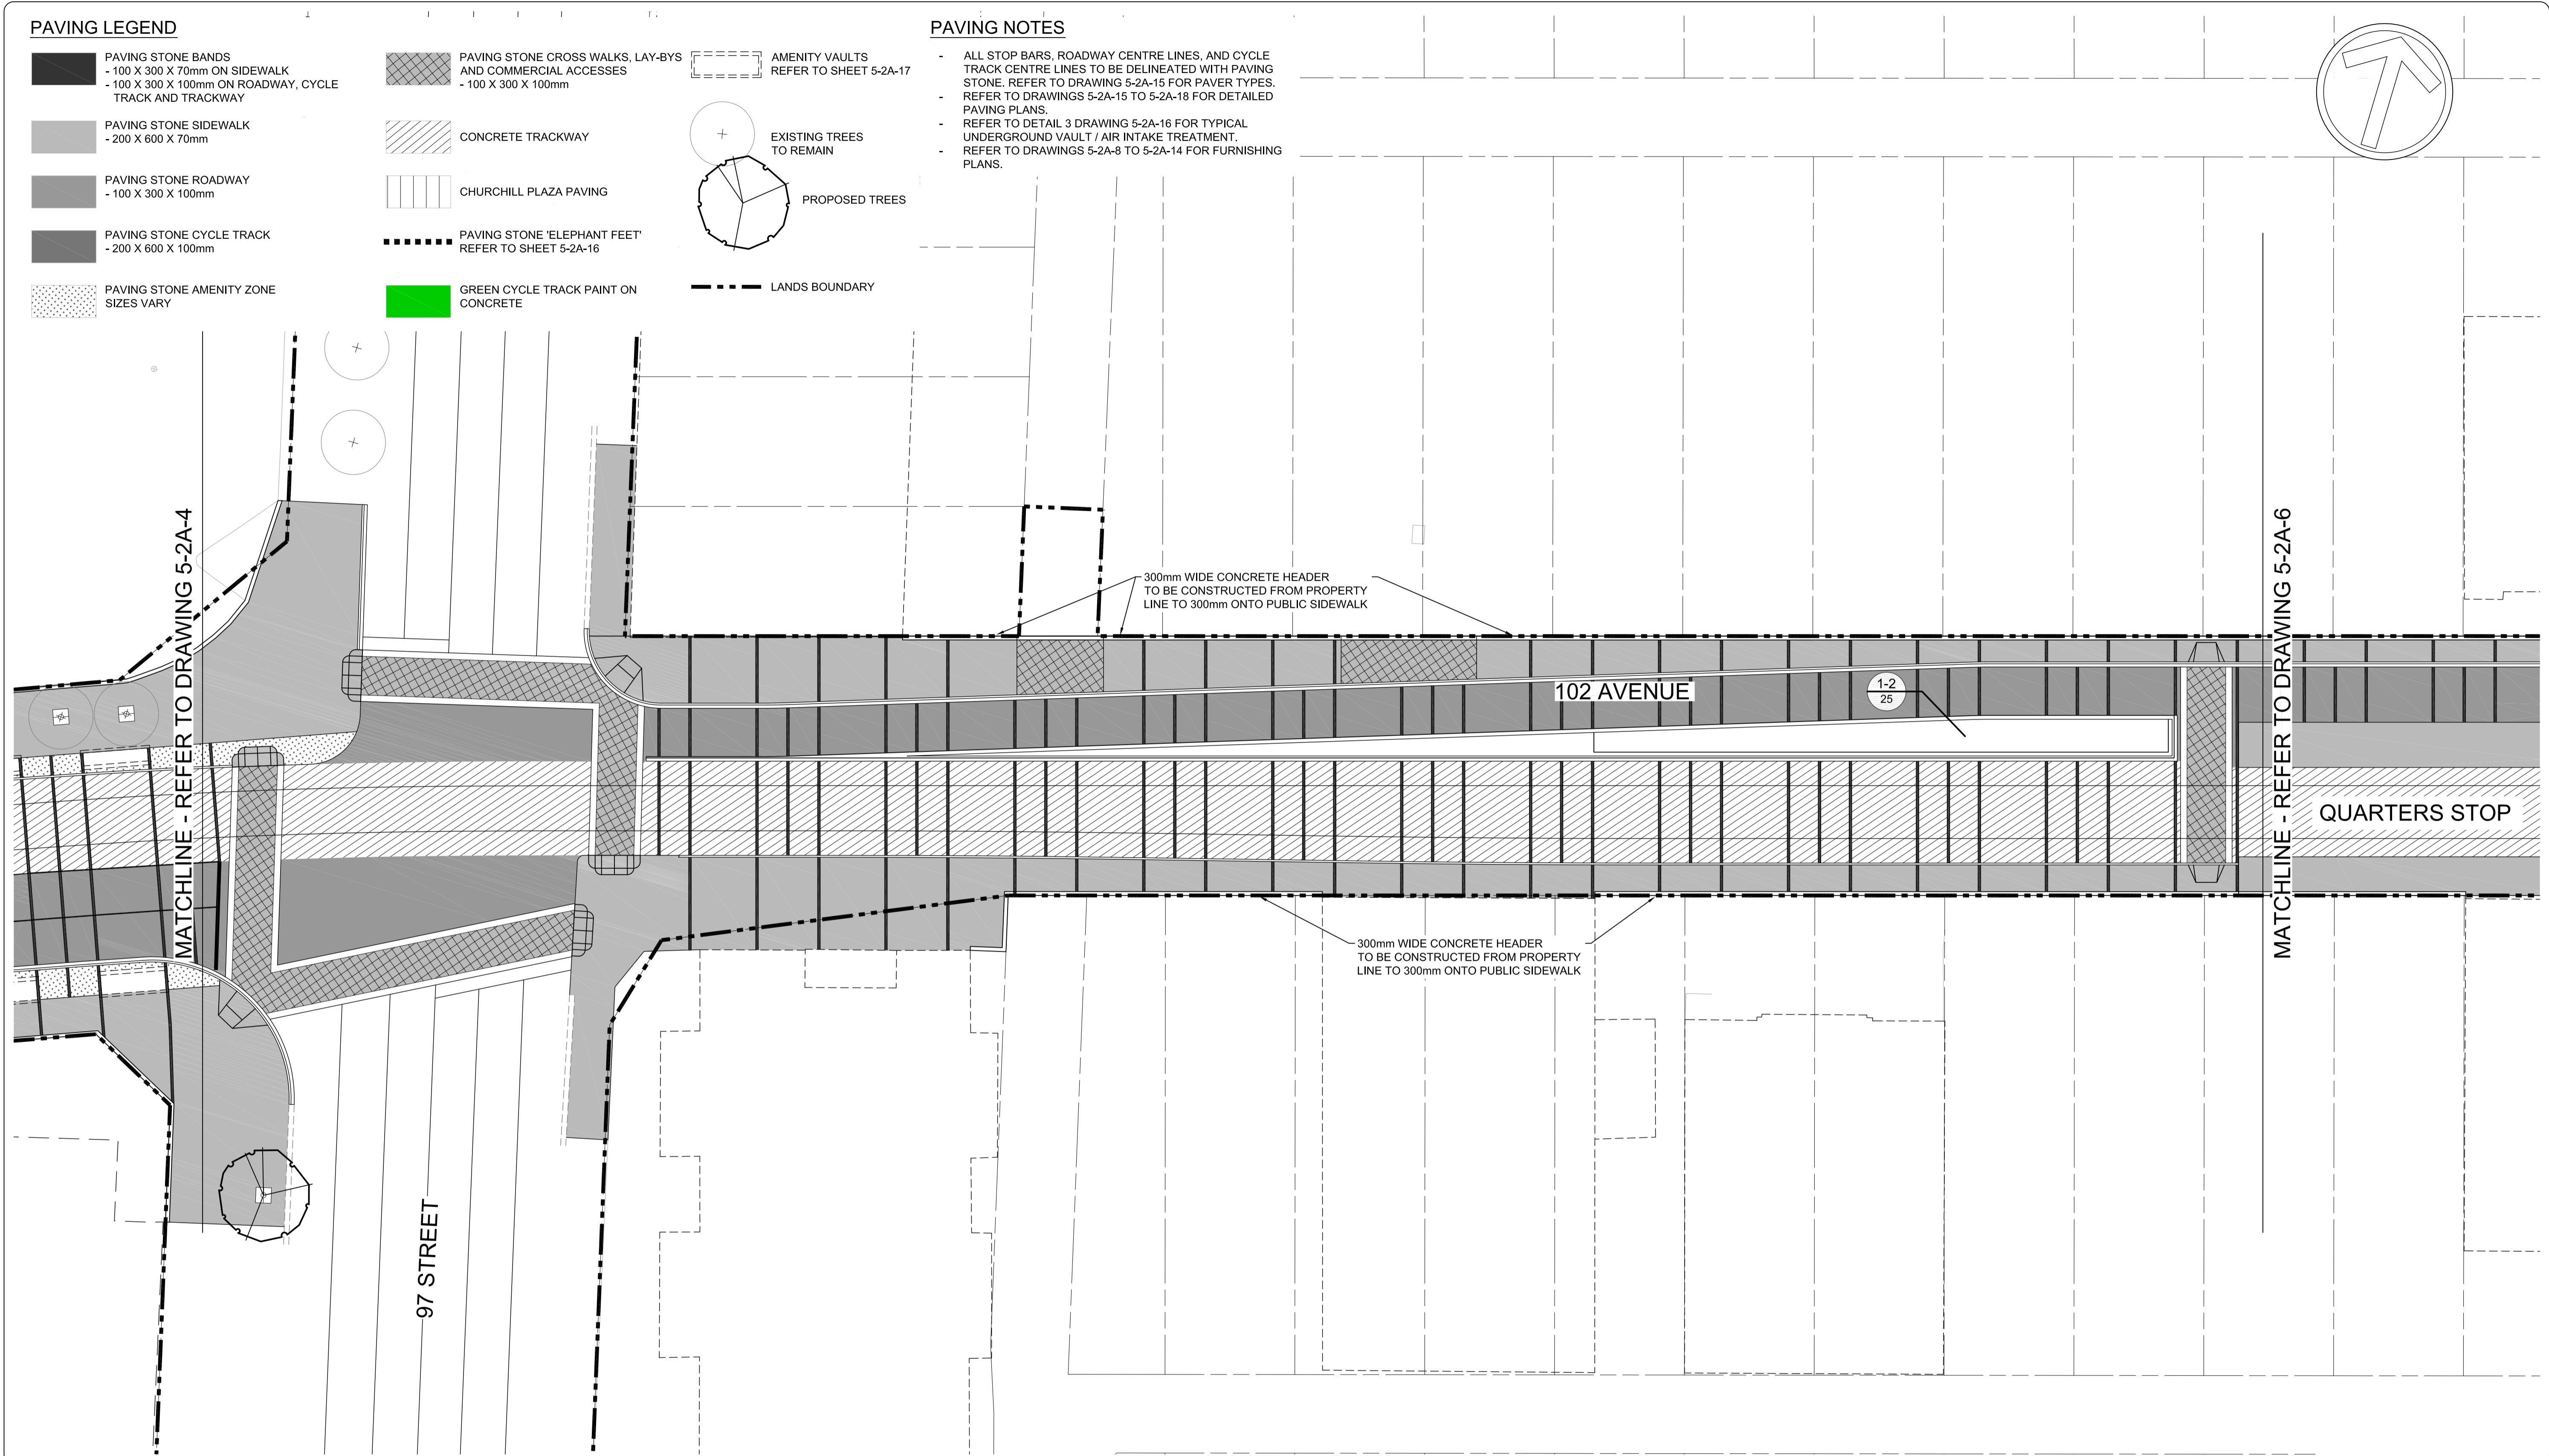 PAVING LEGEND
PAVING STONE BANDS
- 100 X 300 X 70mm ON SIDEWALK
- 100 X 300 X 100mm ON ROADWAY, CYCLE
TRACK AND TRACKWAY
PAVING STONE SIDEWALK
- 200 X 600 X 70mm
PAVING STONE ROADWAY
- 100 X 300 X 100mm
PAVING STONE CYCLE TRACK
- 200 X 600 X 100mm
PAVING STONE AMENITY ZONE
SIZES VARY
PAVING STONE CROSS WALKS, LAY-BYS
AND COMMERCIAL ACCESSES
- 100 X 300 X 100mm
CONCRETE TRACKWAY
CHURCHILL PLAZA PAVING
PAVING STONE 'ELEPHANT FEET'
REFER TO SHEET 5-2A-16
GREEN CYCLE TRACK PAINT ON
CONCRETE
AMENITY VAULTS
REFER TO SHEET 5-2A-17
EXISTING TREES
TO REMAIN
PROPOSED TREES
LANDS BOUNDARY
PAVING NOTES
- ALL STOP BARS, ROADWAY CENTRE LINES, AND CYCLE
TRACK CENTRE LINES TO BE DELINEATED WITH PAVING
STONE. REFER TO DRAWING 5-2A-15 FOR PAVER TYPES.
- REFER TO DRAWINGS 5-2A-15 TO 5-2A-18 FOR DETAILED
PAVING PLANS.
- REFER TO DETAIL 3 DRAWING 5-2A-16 FOR TYPICAL
UNDERGROUND VAULT / AIR INTAKE TREATMENT.
- REFER TO DRAWINGS 5-2A-8 TO 5-2A-14 FOR FURNISHING
PLANS.
MATCHLINE - REFER TO DRAWING 5-2A-4
300mm WIDE CONCRETE HEADER
TO BE CONSTRUCTED FROM PROPERTY
LINE TO 300mm ONTO PUBLIC SIDEWALK
102 AVENUE
1-2
25
MATCHLINE - REFER TO DRAWING 5-2A-6
QUARTERS STOP
300mm WIDE CONCRETE HEADER
TO BE CONSTRUCTED FROM PROPERTY
LINE TO 300mm ONTO PUBLIC SIDEWALK
97 STREET